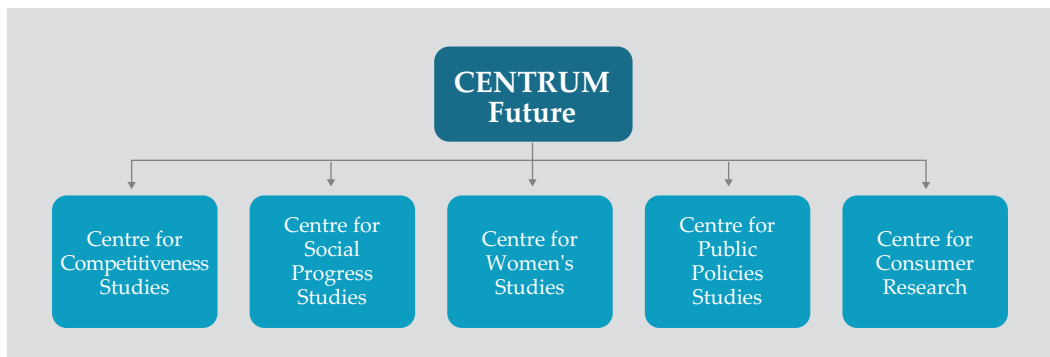 CENTRUM
Future
Centre for
Competitiveness
Studies
Centre for
Social
Progress
Studies
Centre for
Women's
Studies
Centre for
Public
Policies
Studies
Centre for
Consumer
Research